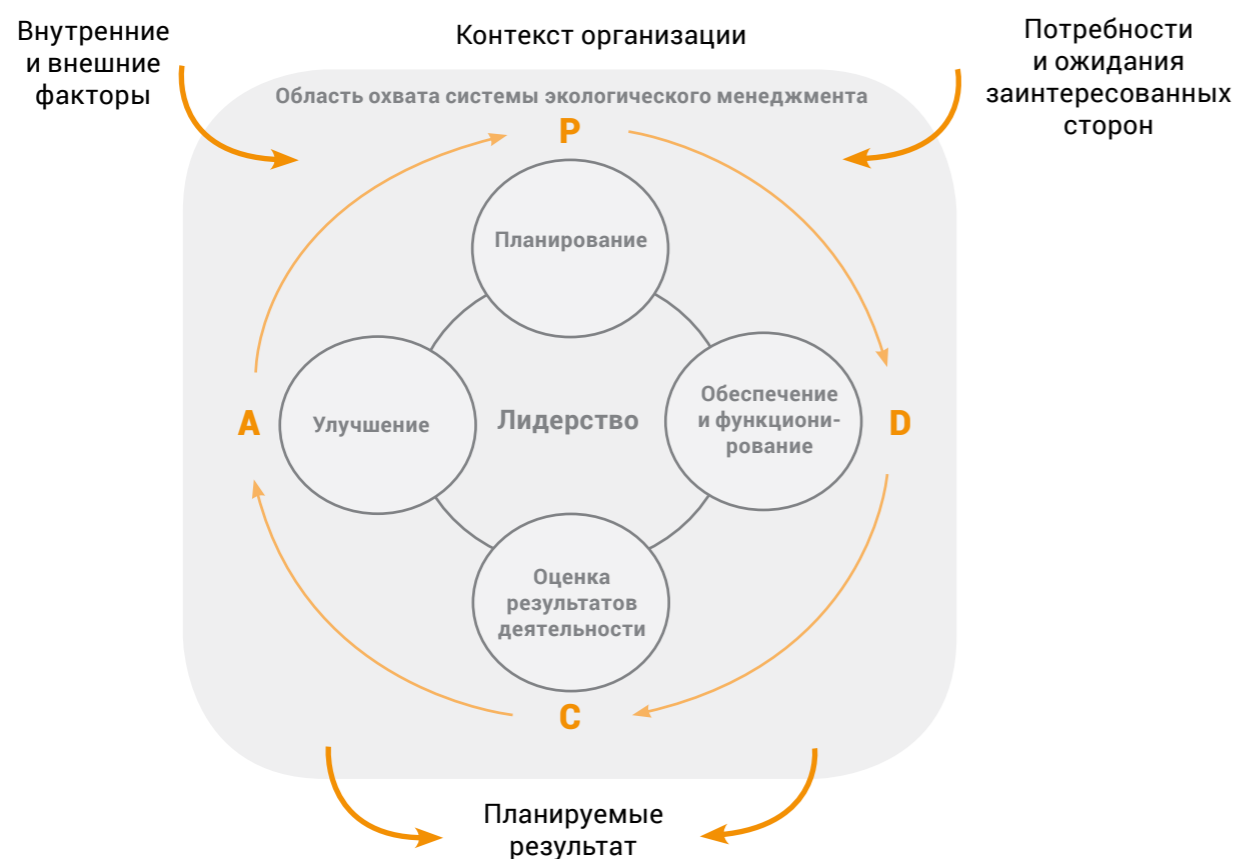 Внутренние
и внешние
факторы
Контекст организации
Потребности
и ожидания
заинтересованных
сторон
Область охвата системы экологического менеджмента
P
Планирование
A
Улучшение
Лидерство
Обеспечение
и функциони-
рование
D
Оценка
результатов
деятельности
C
Планируемые
результат